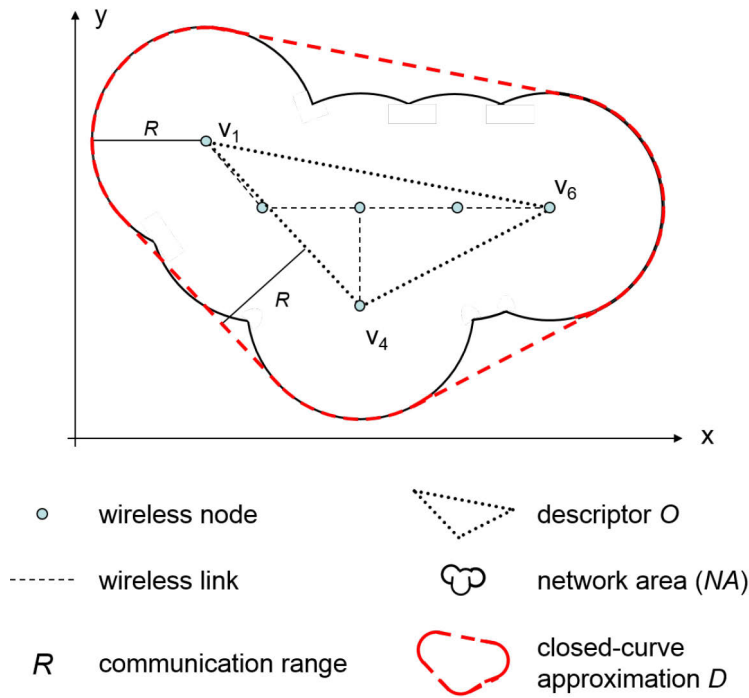 y
R
v1
v6
R
v4
x
wireless node
descriptor O
wireless link
network area (NA)
R communication range
closed-curve
approximation D